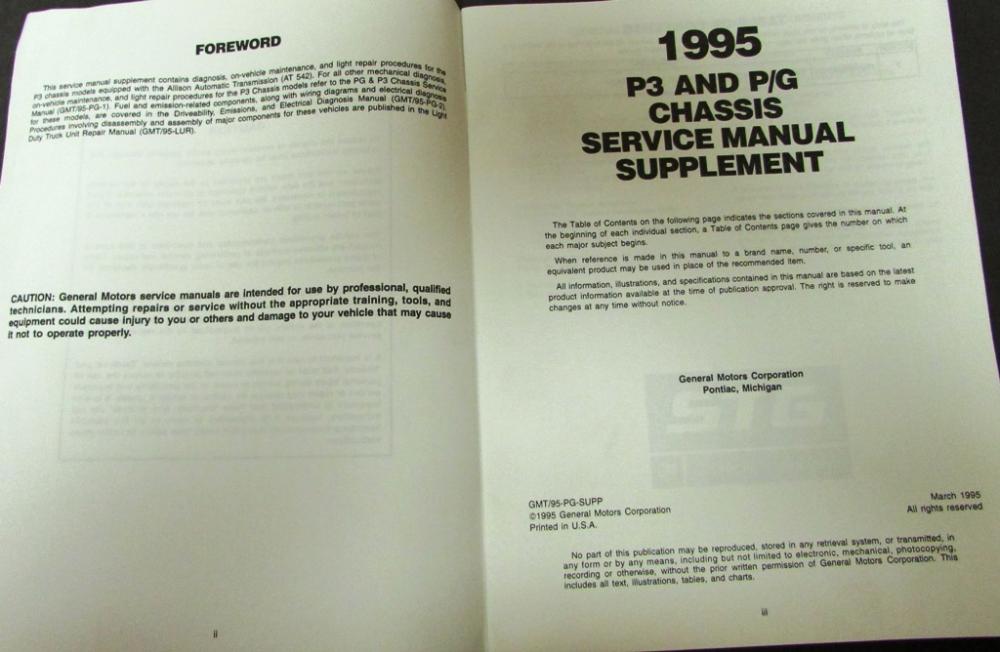 FOREWORD
This service manual supplement contains diagnosis, on-vehicle maintenance, and light repair procedures for the
P3 chassis models equipped with the Allison Automatic Transmission (AT 542). For all other mechanical diagnosis,
on-vehicle maintenance, and light repair procedures for the P3 Chassis models refer to the PG & P3 Chassis Service
Manual (GMT/95-PG-1). Fuel and emission-related components, along with wiring diagrams and electrical diagnosis
for these models, are covered in the Driveability, Emissions, and Electrical Diagnosis Manual (GMT/95-PG-2).
Procedures involving disassembly and assembly of major components for these vehicles are published in the Light
Duty Truck Unit Repair Manual (GMT/95-LUR).
CAUTION: General Motors service manuals are intended for use by professional, qualified
technicians. Attempting repairs or service without the appropriate training, tools, and
equipment could cause injury to you or others and damage to your vehicle that may cause
it not to operate properly.
ii
1995
P3 AND P/G
CHASSIS
SERVICE MANUAL
SUPPLEMENT
The Table of Contents on the following page indicates the sections covered in this manual. At
the beginning of each individual section, a Table of Contents page gives the number on which
each major subject begins.
When reference is made in this manual to a brand name, number, or specific tool, an
equivalent product may be used in place of the recommended item.
All information, illustrations, and specifications contained in this manual are based on the latest
product information available at the time of publication approval. The right is reserved to make
changes at any time without notice.
General Motors Corporation
Pontiac, Michigan
GMT/95-PG-SUPP
©1995 General Motors Corporation
Printed in U.S.A.
March 1995
All rights reserved
No part of this publication may be reproduced, stored in any retrieval system, or transmitted, in
any form or by any means, including but not limited to electronic, mechanical, photocopying,
recording or otherwise, without the prior written permission of General Motors Corporation. This
includes all text, illustrations, tables, and charts.
iii